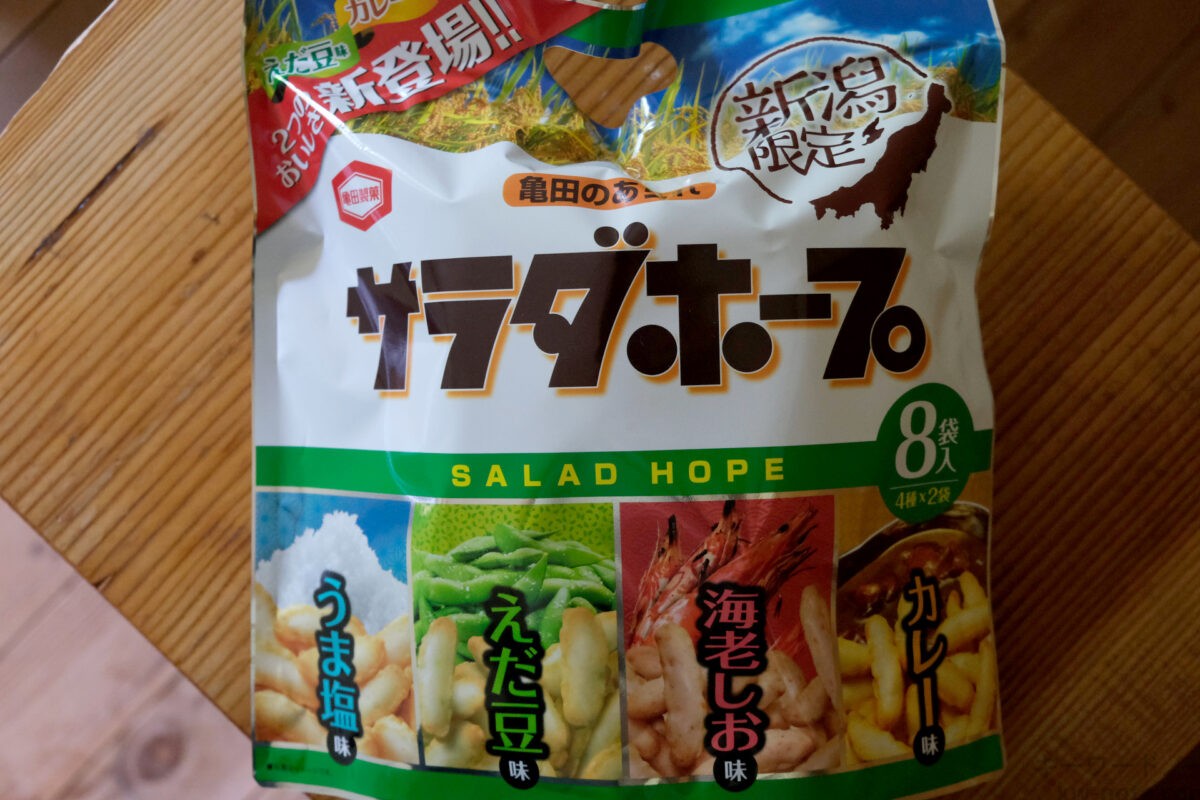 カレー
えだ豆味
2つの
おいしさ
新登場!!
新潟
限定
亀田製菓
亀田のあられ
サラダホープ
8袋入
4種×2袋
SALAD HOPE
うま塩味
えだ豆味
海老しお味
カレー味